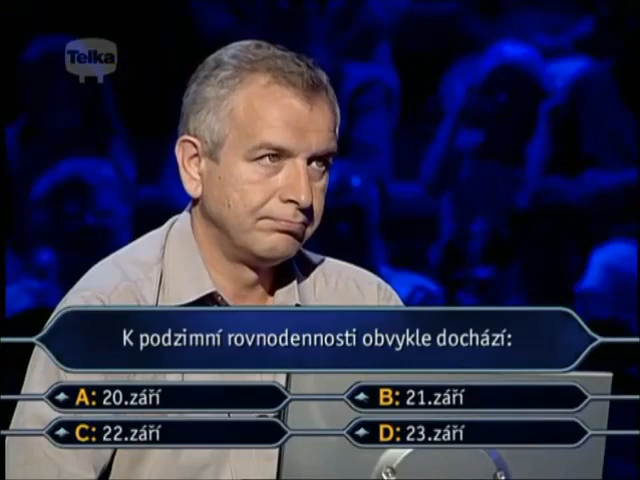 Telka
K podzimní rovnodennosti obvykle dochází:
A: 20.září
B: 21.září
C: 22.září
D: 23.září